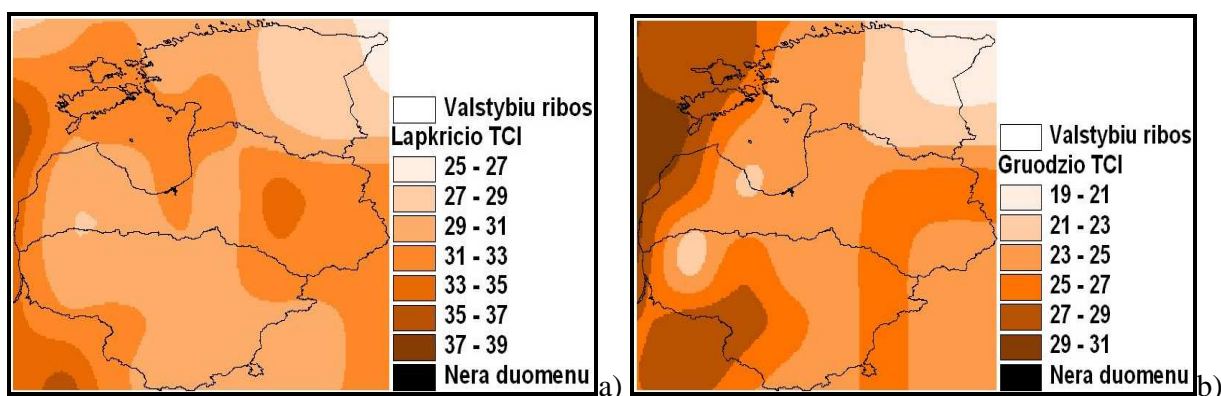 Valstybiu ribos
Lapkricio TCI
25 - 27
27 - 29
29 - 31
31 - 33
33 - 35
35 - 37
37 - 39
Nera duomenu
a)
Valstybiu ribos
Gruodzio TCI
19 - 21
21 - 23
23 - 25
25 - 27
27 - 29
29 - 31
Nera duomenu
b)